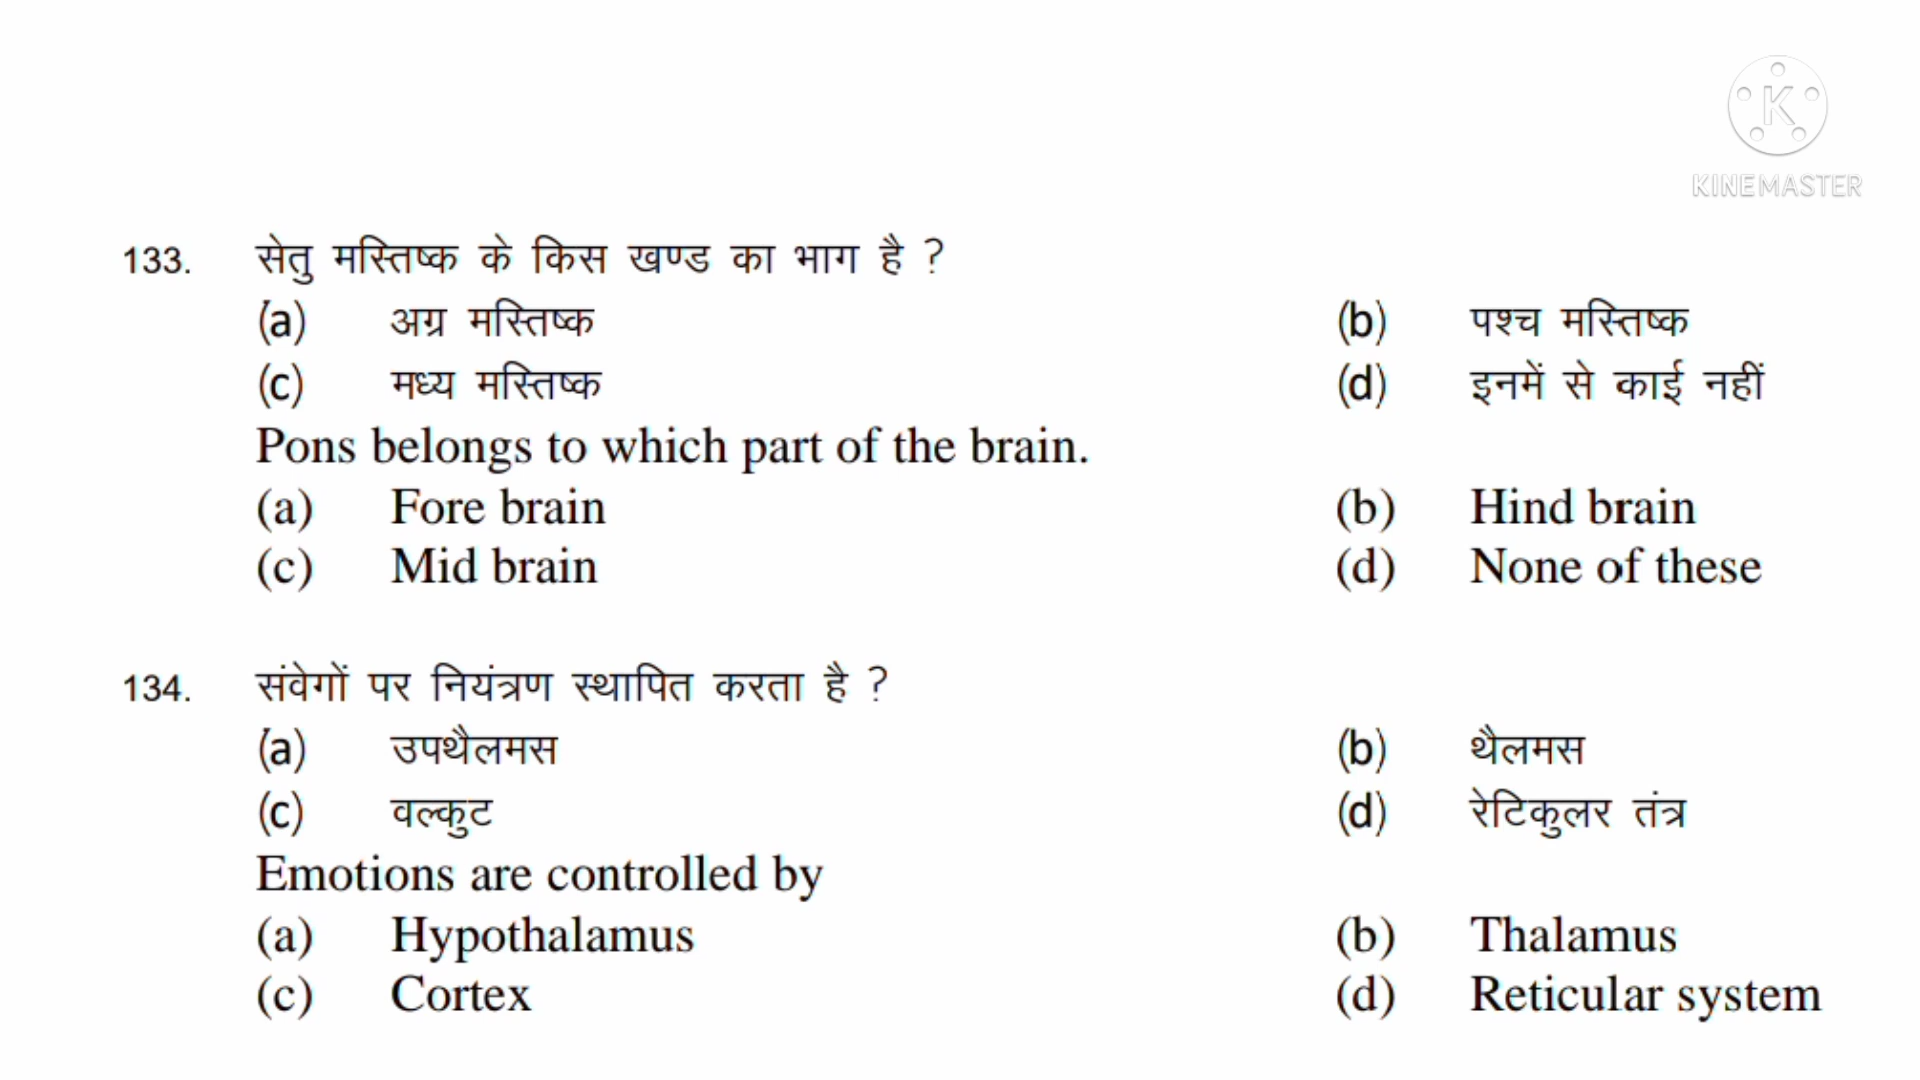 K
KINEMASTER
133. सेतु मस्तिष्क के किस खण्ड का भाग है ?
(a) अग्र मस्तिष्क (b) पश्च मस्तिष्क
(c) मध्य मस्तिष्क (d) इनमें से काई नहीं
Pons belongs to which part of the brain.
(a) Fore brain (b) Hind brain
(c) Mid brain (d) None of these
134. संवेगों पर नियंत्रण स्थापित करता है ?
(a) उपथैलमस (b) थैलमस
(c) वल्कुट (d) रेटिकुलर तंत्र
Emotions are controlled by
(a) Hypothalamus (b) Thalamus
(c) Cortex (d) Reticular system